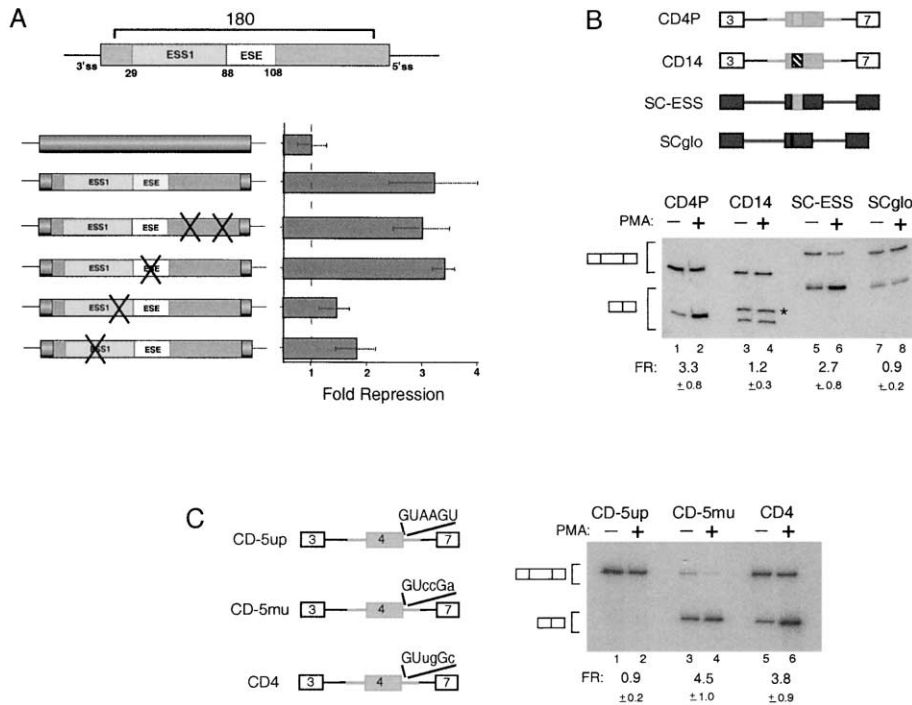 A
180
ESS1 ESE
3'ss 29 88 108 5'ss
ESS1 ESE
ESS1 ESE
ESS1 ESE
ESS1 ESE
ESS1 ESE
1 2 3 4
Fold Repression
B
CD4P 3 7
CD14 3 7
SC-ESS
SCglo
CD4P CD14 SC-ESS SCglo
PMA: – + – + – + – +
*
1 2 3 4 5 6 7 8
FR: 3.3 1.2 2.7 0.9
±0.8 ±0.3 ±0.8 ±0.2
C
GUAAGU
CD-5up 3 4 7
GUccGa
CD-5mu 3 4 7
GUugGc
CD4 3 4 7
CD-5up CD-5mu CD4
PMA: – + – + – +
1 2 3 4 5 6
FR: 0.9 4.5 3.8
±0.2 ±1.0 ±0.9